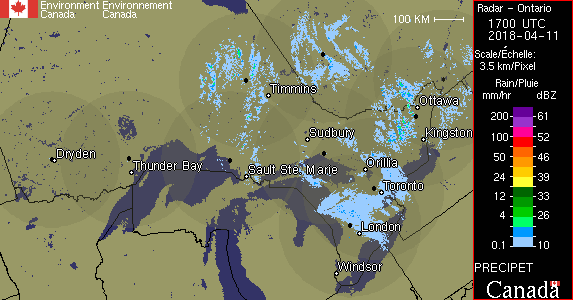 Environment Environnement
Canada Canada
100 KM
Radar - Ontario
1700 UTC
2018-04-11
Scale/Échelle:
3.5 km/Pixel
Rain/Pluie
mm/hr dBZ
200 61
100 52
50 46
24 39
12 33
4 26
0.1 10
Timmins
Ottawa
Sudbury
Kingston
Dryden
Thunder Bay
Sault Ste. Marie
Orillia
Toronto
London
Windsor
PRECIPET
Canada